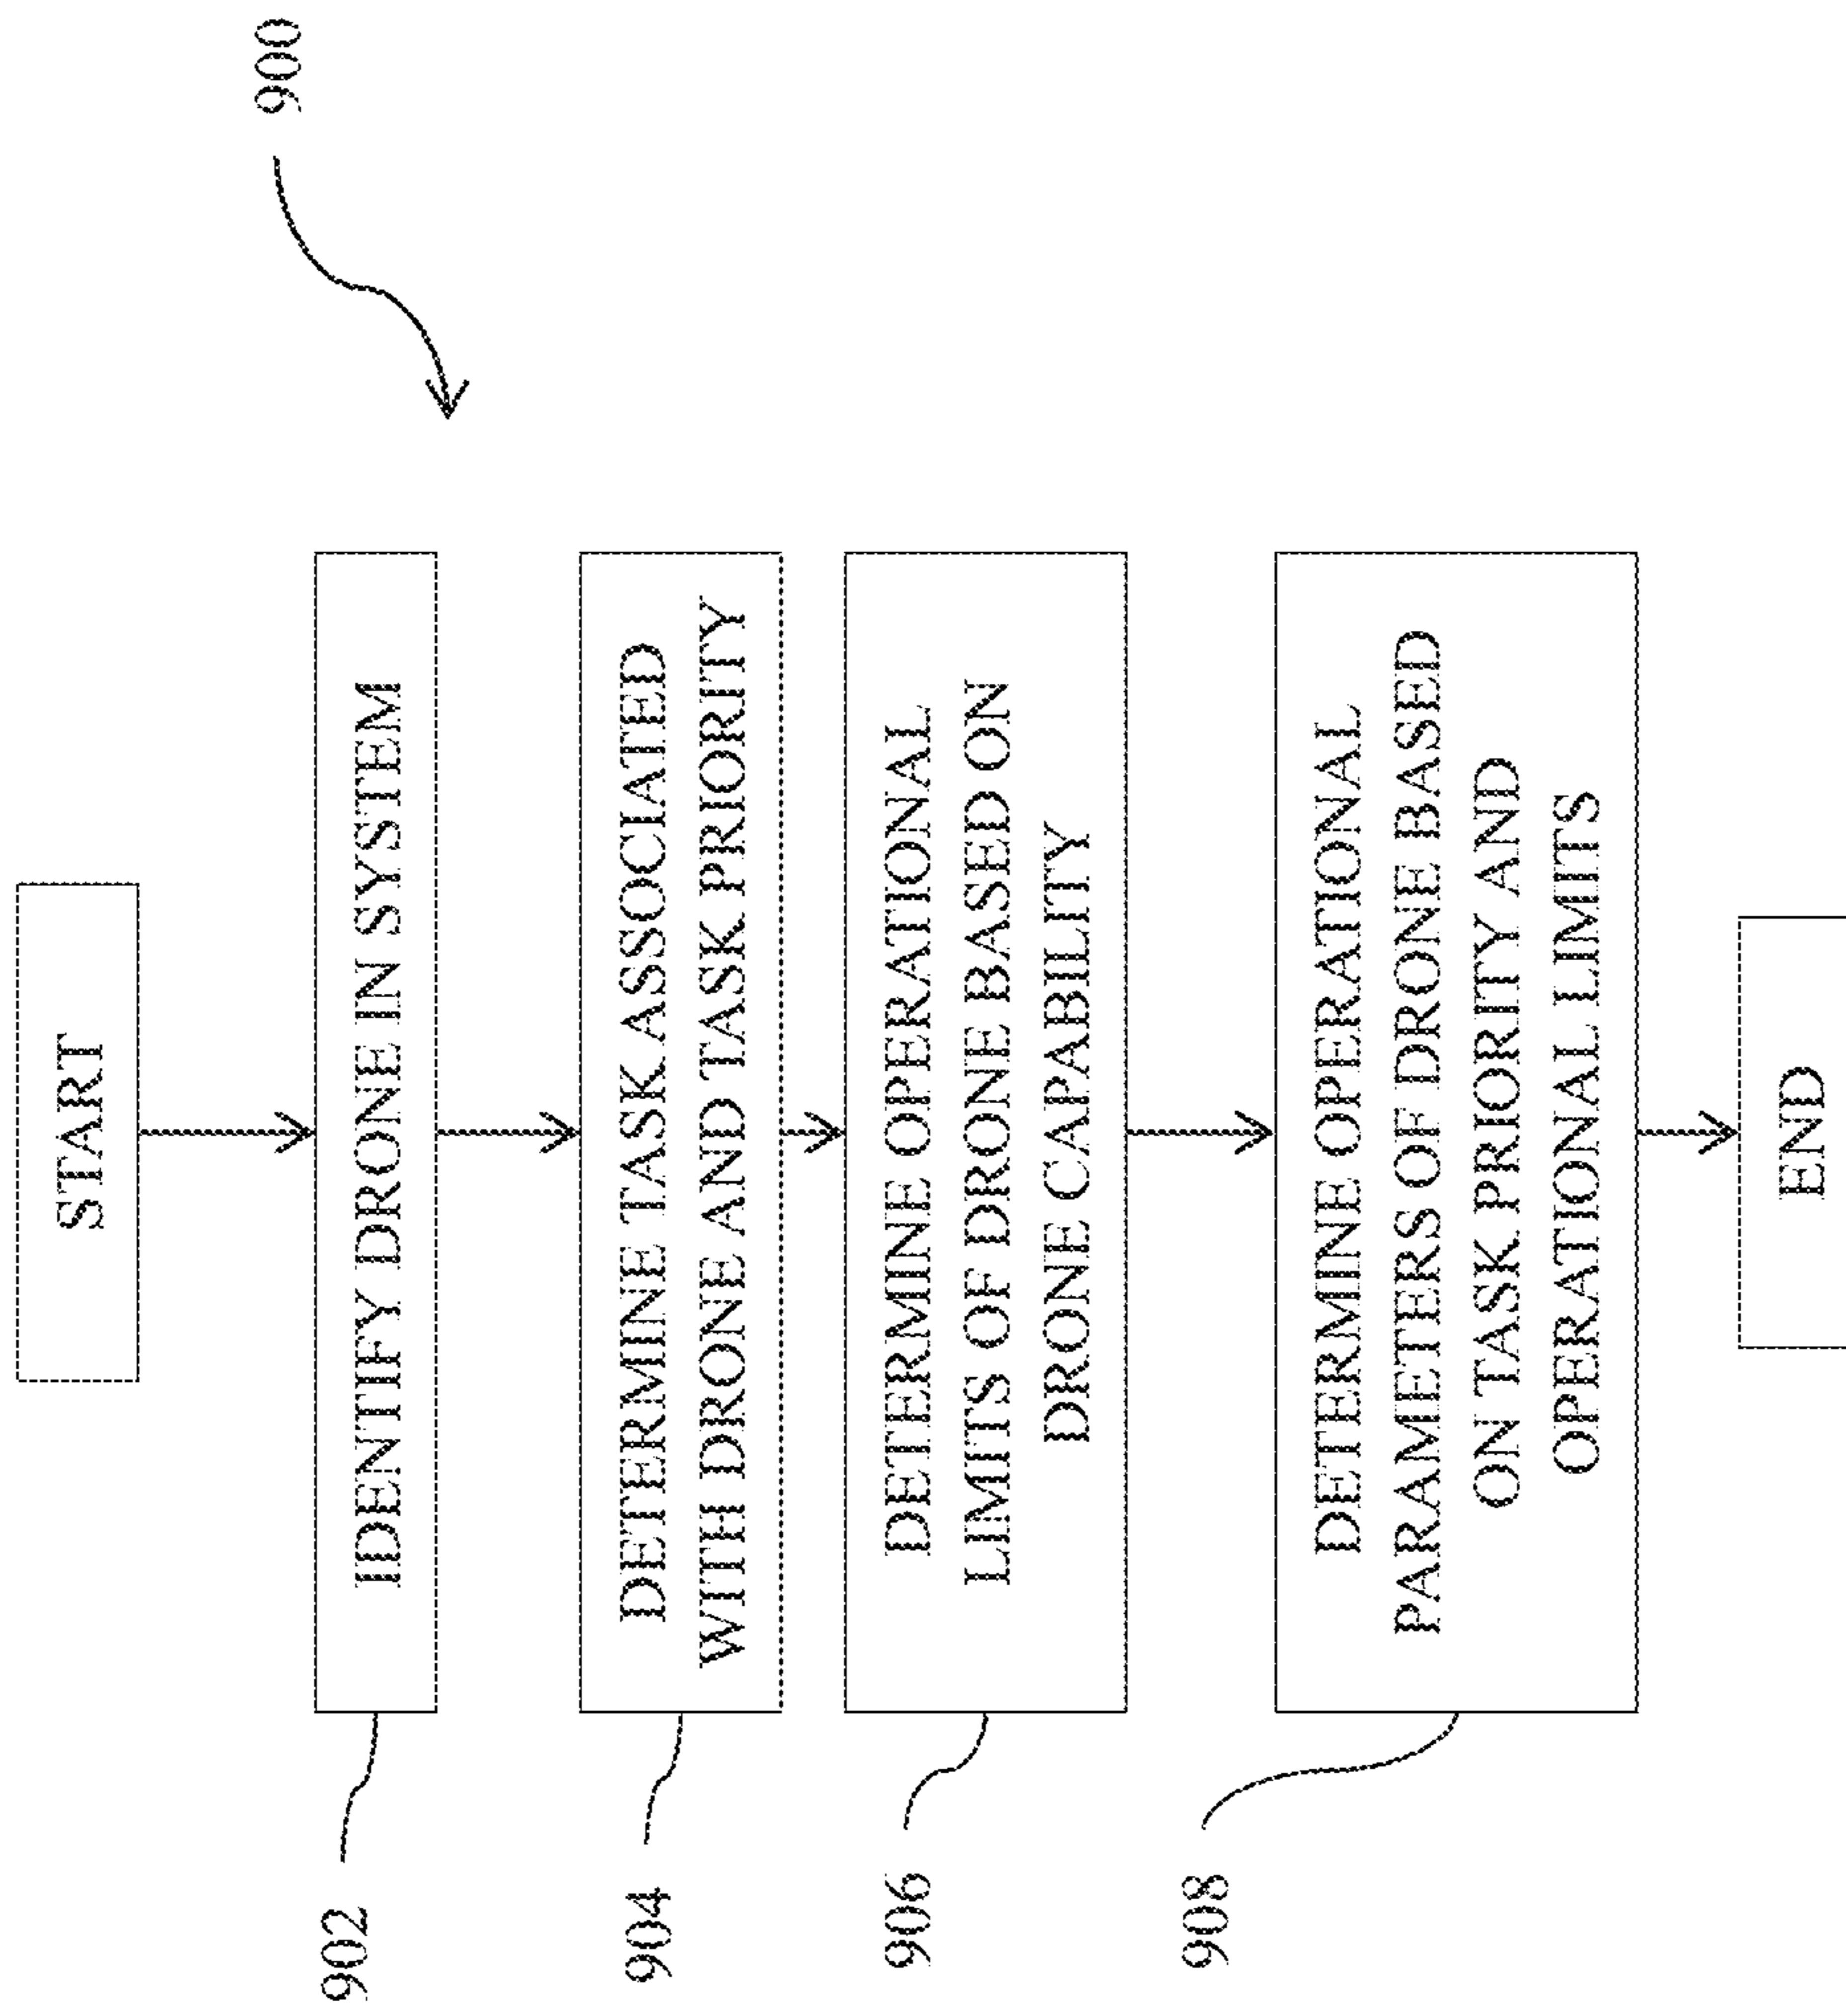 900
START
902
IDENTIFY DRONE IN SYSTEM
904
DETERMINE TASK ASSOCIATED
WITH DRONE AND TASK PRIORITY
906
DETERMINE OPERATIONAL
LIMITS OF DRONE BASED ON
DRONE CAPABILITY
908
DETERMINE OPERATIONAL
PARAMETERS OF DRONE BASED
ON TASK PRIORITY AND
OPERATIONAL LIMITS
END